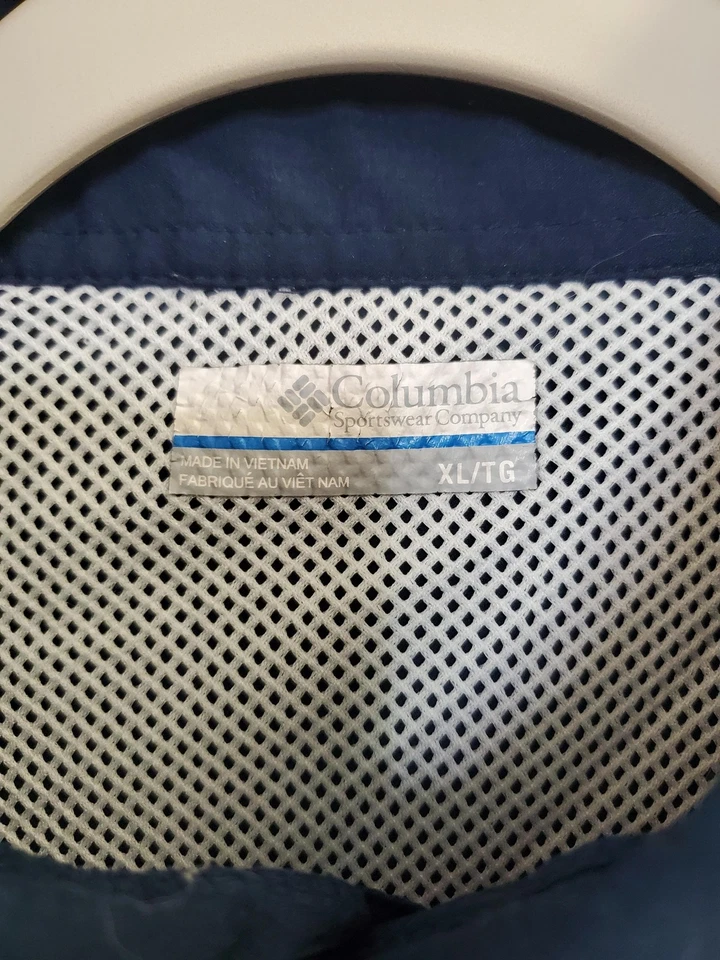 Columbia
Sportswear Company
MADE IN VIETNAM
FABRIQUÉ AU VIÊT NAM
XL/TG